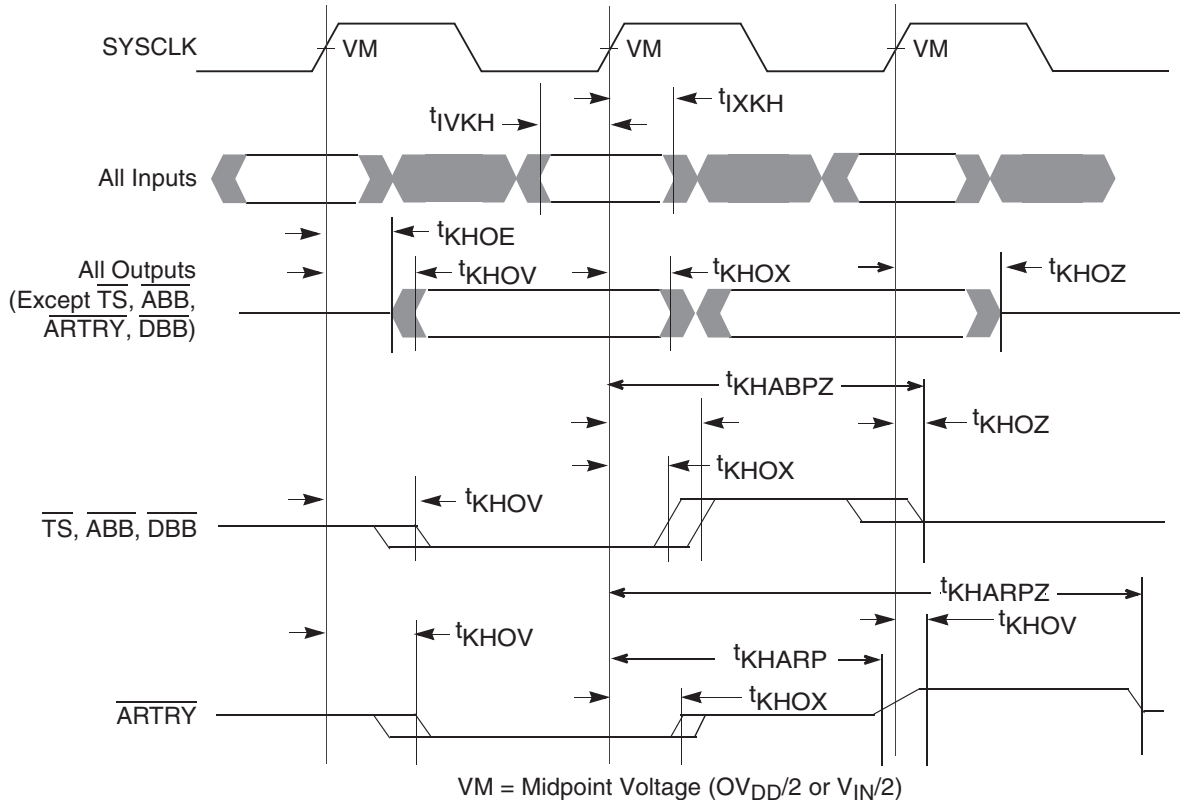 SYSCLK
VM
VM
VM
tIVKH
tIXKH
All Inputs
tKHOE
All Outputs
(Except TS, ABB,
ARTRY, DBB)
tKHOV
tKHOX
tKHOZ
tKHABPZ
tKHOZ
tKHOX
tKHOV
TS, ABB, DBB
tKHARPZ
tKHOV
tKHOV
tKHARP
tKHOX
ARTRY
VM = Midpoint Voltage (OVDD/2 or VIN/2)